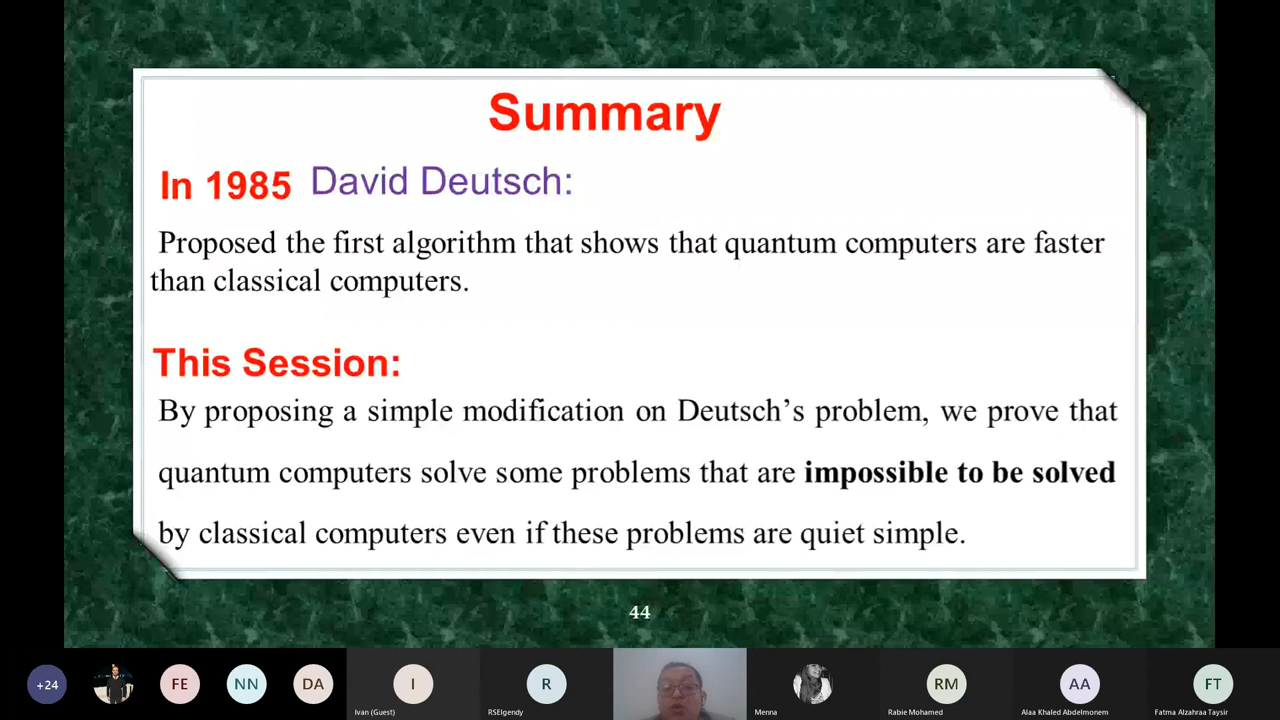 Summary
In 1985 David Deutsch:
Proposed the first algorithm that shows that quantum computers are faster
than classical computers.
This Session:
By proposing a simple modification on Deutsch’s problem, we prove that
quantum computers solve some problems that are impossible to be solved
by classical computers even if these problems are quiet simple.
44
+24
FE
NN
DA
I
Ivan (Guest)
R
RSElgendy
Menna
RM
Rabie Mohamed
AA
Alaa Khaled Abdelmonem
FT
Fatma Alzahraa Taysir